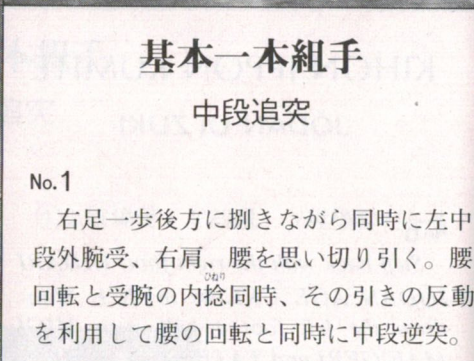 基本一本組手
中段追突
No.1
右足一歩後方に捌きながら同時に左中
段外腕受、右肩、腰を思い切り引く。腰
ひねり
回転と受腕の内捻同時、その引きの反動
を利用して腰の回転と同時に中段逆突。